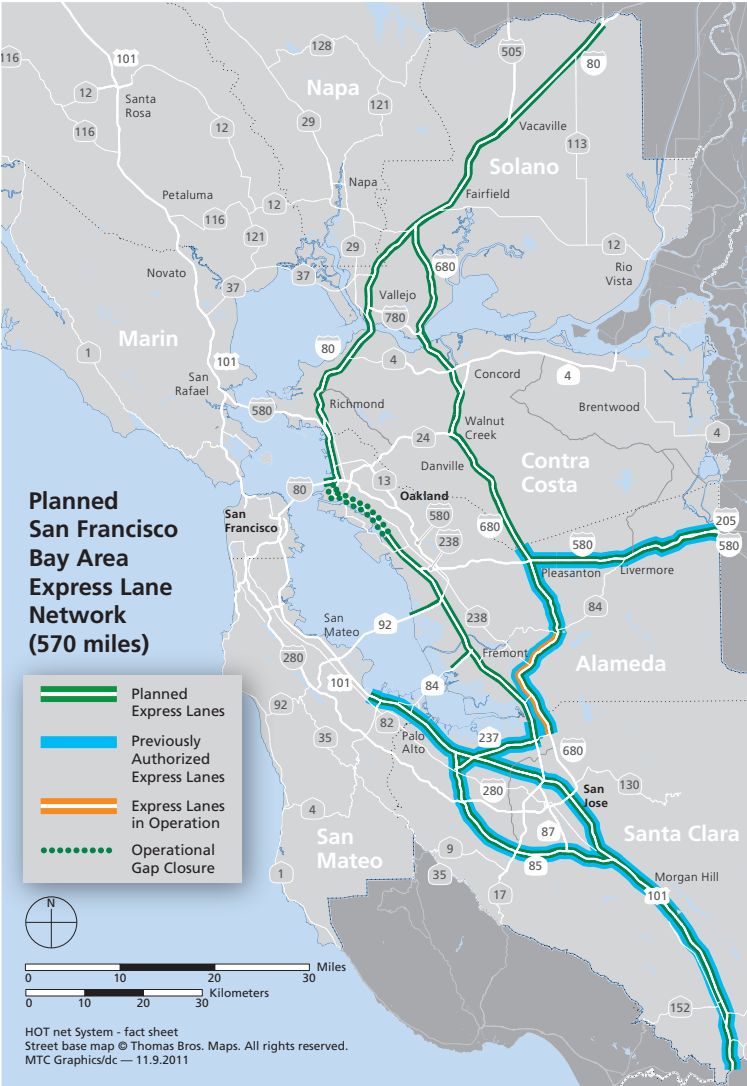 116
101
128
505
80
Napa
12
Santa
Rosa
121
116
12
29
Vacaville
113
Solano
Napa
Petaluma
Fairfield
12
116
121
29
12
Rio
Vista
680
Novato
37
37
Vallejo
780
Marin
80
1
101
4
Concord
4
San
Rafael
580
Richmond
Brentwood
Walnut
Creek
24
4
Danville
Contra
Costa
13
80
Oakland
Planned
San Francisco
Bay Area
Express Lane
Network
(570 miles)
San
Francisco
580
680
238
580
205
580
Pleasanton
Livermore
84
San
Mateo
92
238
Fremont
Alameda
280
101
84
92
82
Palo
Alto
35
237
680
280
San
Jose
130
4
87
Santa Clara
San
Mateo
9
85
35
1
17
Morgan Hill
101
152
Planned
Express Lanes
Previously
Authorized
Express Lanes
Express Lanes
in Operation
Operational
Gap Closure
N
Miles
0 10 20 30
Kilometers
0 10 20 30
HOT net System - fact sheet
Street base map © Thomas Bros. Maps. All rights reserved.
MTC Graphics/dc — 11.9.2011